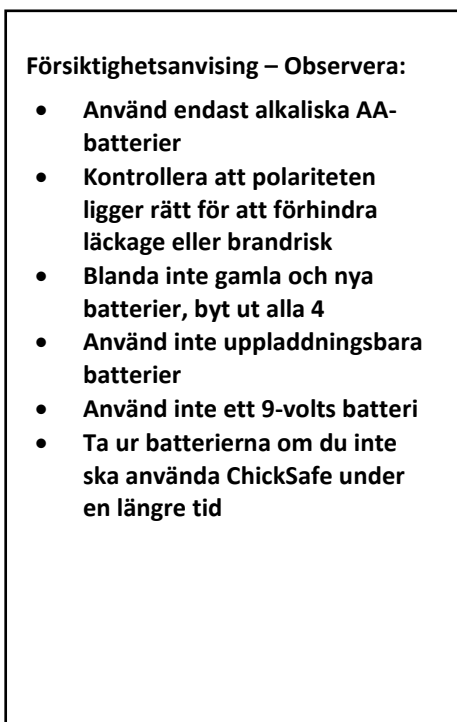 Försiktighetsanvising – Observera:
• Använd endast alkaliska AA-
batterier
• Kontrollera att polariteten
ligger rätt för att förhindra
läckage eller brandrisk
• Blanda inte gamla och nya
batterier, byt ut alla 4
• Använd inte uppladdningsbara
batterier
• Använd inte ett 9-volts batteri
• Ta ur batterierna om du inte
ska använda ChickSafe under
en längre tid